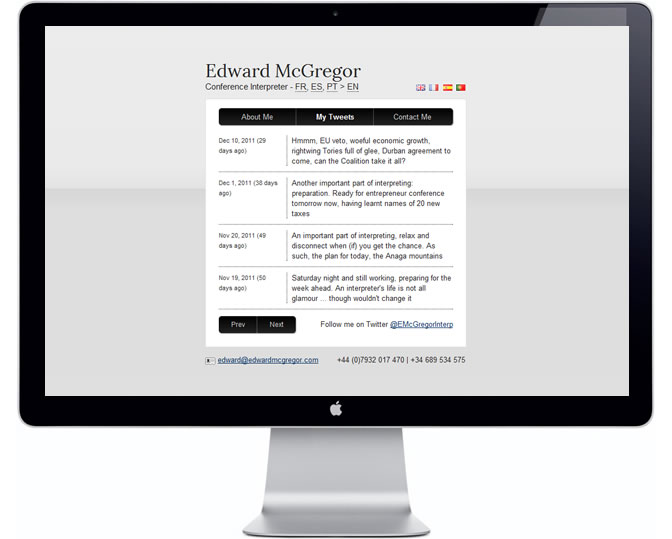 Edward McGregor
Conference Interpreter - FR, ES, PT > EN
About Me My Tweets Contact Me
Dec 10, 2011 (29 days ago)
Hmmm, EU veto, woeful economic growth,
rightwing Tories full of glee, Durban agreement to
come, can the Coalition take it all?
Dec 1, 2011 (38 days ago)
Another important part of interpreting:
preparation. Ready for entrepreneur conference
tomorrow now, having learnt names of 20 new
taxes
Nov 20, 2011 (49 days ago)
An important part of interpreting, relax and
disconnect when (if) you get the chance. As
such, the plan for today, the Anaga mountains
Nov 19, 2011 (50 days ago)
Saturday night and still working, preparing for the
week ahead. An interpreter's life is not all
glamour ... though wouldn't change it
Prev Next Follow me on Twitter @EMcGregorInterp
edward@edwardmcgregor.com +44 (0)7932 017 470 | +34 689 534 575